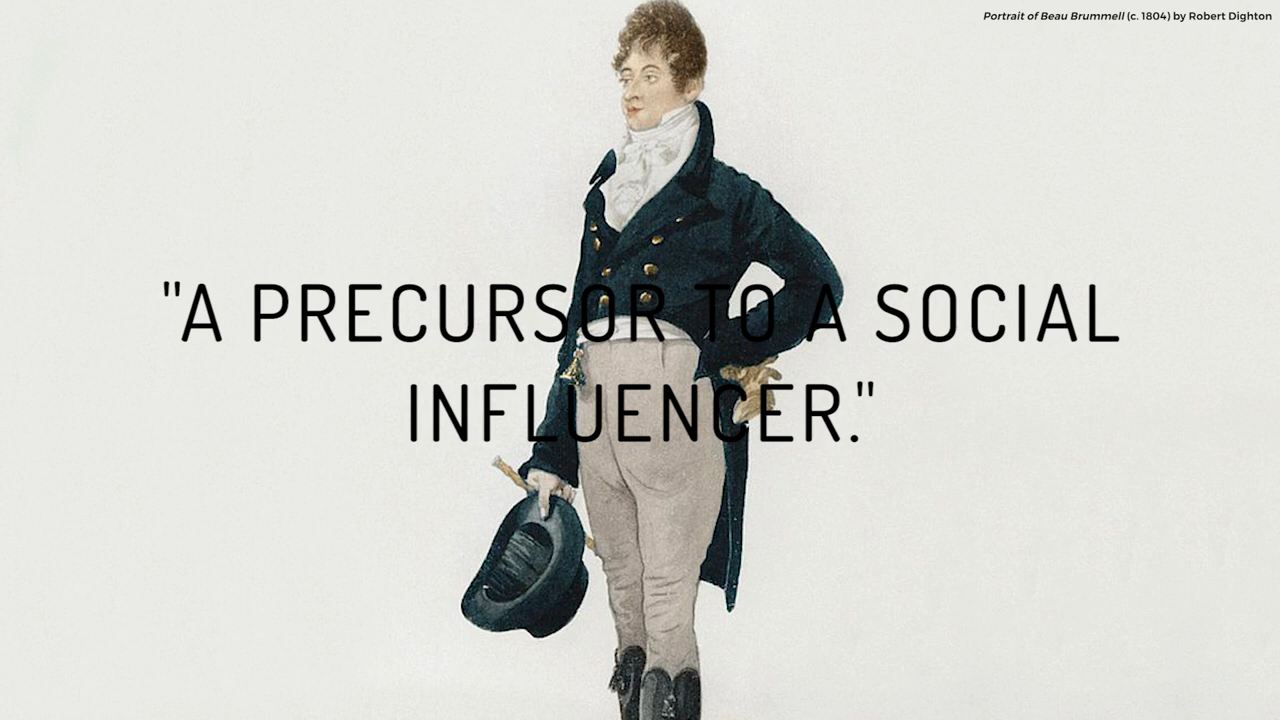 Portrait of Beau Brummell (c. 1804) by Robert Dighton
"A PRECURSOR TO A SOCIAL
INFLUENCER."